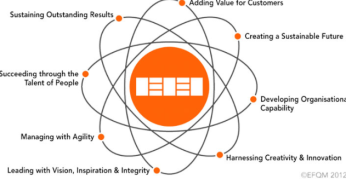 Adding Value for Customers
Sustaining Outstanding Results
Creating a Sustainable Future
Succeeding through the
Talent of People
Developing Organisationa
Capability
Managing with Agility
Harnessing Creativity & Innovation
Leading with Vision, Inspiration & Integrity
©EFQM 2012